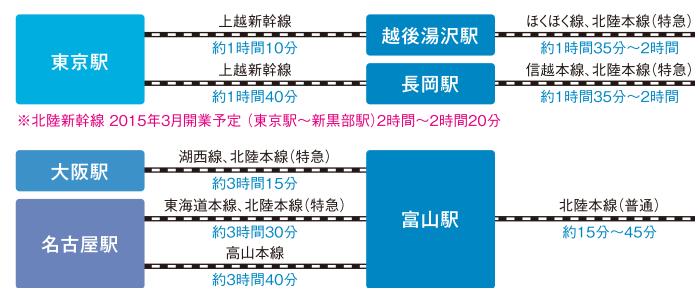 東京駅
上越新幹線
約1時間10分
越後湯沢駅
ほくほく線、北陸本線(特急)
約1時間35分〜2時間
上越新幹線
約1時間40分
長岡駅
信越本線、北陸本線(特急)
約1時間35分〜2時間
※北陸新幹線 2015年3月開業予定 (東京駅〜新黒部駅)2時間〜2時間20分
大阪駅
湖西線、北陸本線(特急)
約3時間15分
名古屋駅
東海道本線、北陸本線(特急)
約3時間30分
高山本線
約3時間40分
富山駅
北陸本線(普通)
約15分〜45分